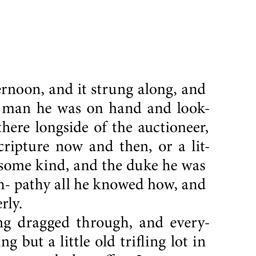 ernoon, and it strung along, and
man he was on hand and look-
there longside of the auctioneer,
cripture now and then, or a lit-
some kind, and the duke he was
n- pathy all he knowed how, and
erly.
ng dragged through, and every-
ng but a little old trifling lot in